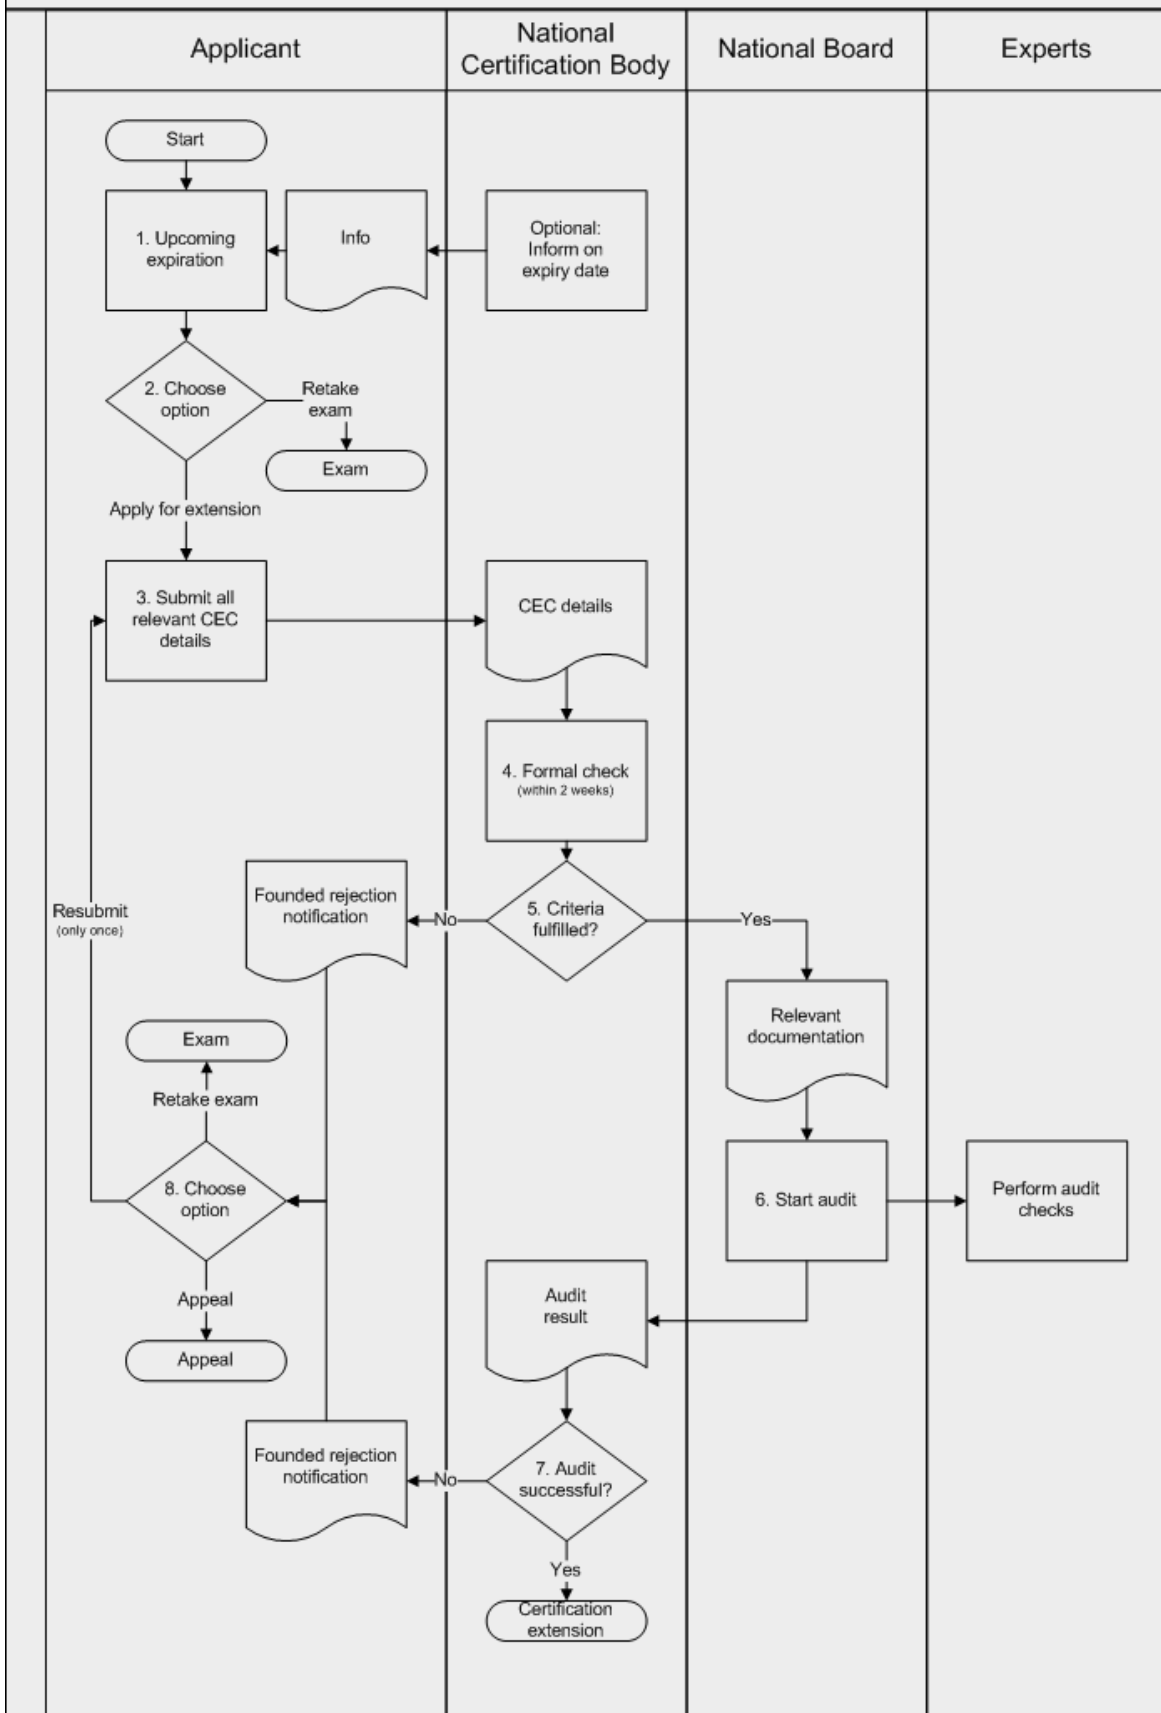 Applicant
National
Certification Body
National Board
Experts
Start
1. Upcoming
expiration
Info
Optional:
Inform on
expiry date
2. Choose
option
Retake
exam
Exam
Apply for extension
3. Submit all
relevant CEC
details
CEC details
4. Formal check
(within 2 weeks)
Founded rejection
notification
No
5. Criteria
fulfilled?
Yes
Resubmit
(only once)
Relevant
documentation
Exam
Retake exam
8. Choose
option
6. Start audit
Perform audit
checks
Appeal
Appeal
Audit
result
Founded rejection
notification
No
7. Audit
successful?
Yes
Certification
extension